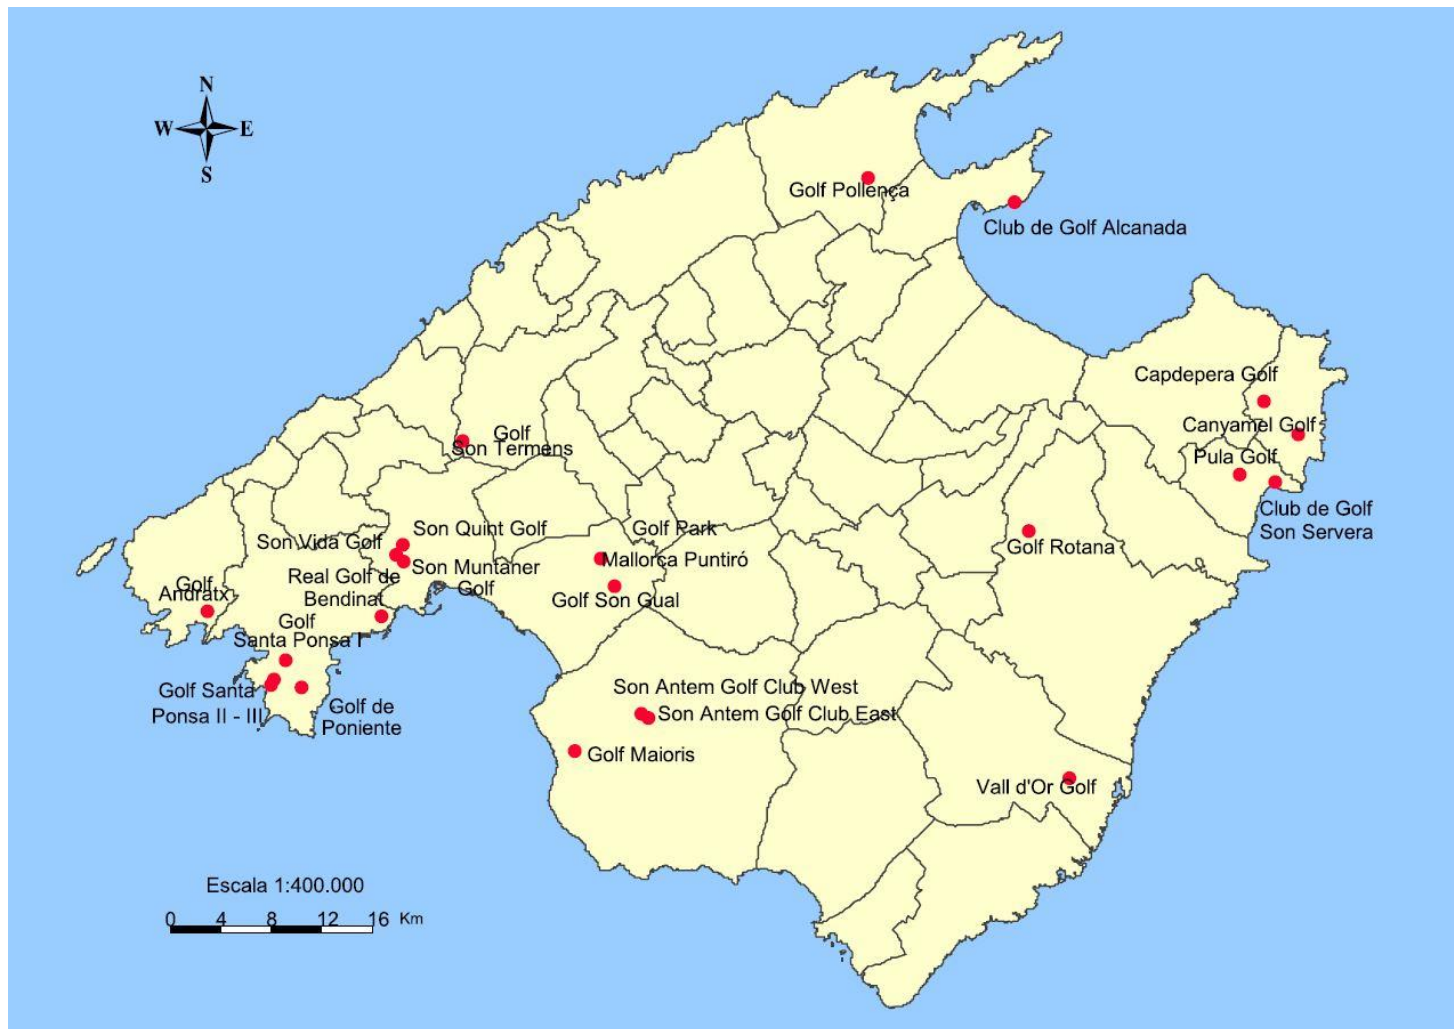 N
W E
S
Golf Pollença
Club de Golf Alcanada
Capdepera Golf
Canyamel Golf
Pula Golf
Club de Golf
Son Servera
Golf
Son Termens
Son Quint Golf
Son Vida Golf
Son Muntaner
Golf
Real Golf de
Bendinat
Golf Park
Mallorca Puntiró
Golf Son Gual
Golf Rotana
Golf
Andratx
Golf
Santa Ponsa I
Golf Santa
Ponsa II - III
Golf de
Poniente
Son Antem Golf Club West
Son Antem Golf Club East
Golf Maioris
Vall d'Or Golf
Escala 1:400.000
0 4 8 12 16 Km